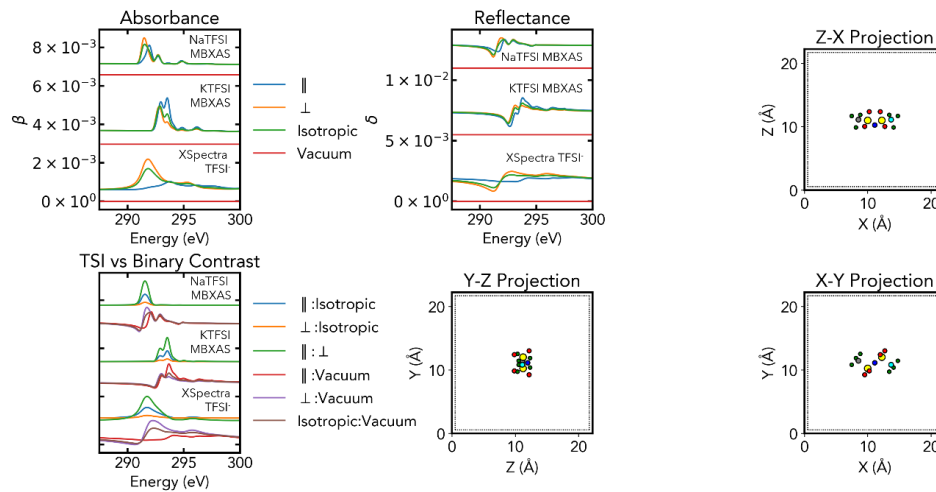 Absorbance
8 × 10⁻³
6 × 10⁻³
4 × 10⁻³
2 × 10⁻³
0 × 10⁰
β
NaTFSI
MBXAS
KTFSI
MBXAS
XSpectra
TFSI⁻
290
295
300
Energy (eV)
∥
⊥
Isotropic
Vacuum
Reflectance
1 × 10⁻²
5 × 10⁻³
0 × 10⁰
δ
NaTFSI MBXAS
KTFSI MBXAS
XSpectra TFSI⁻
290
295
300
Energy (eV)
Z-X Projection
20
10
0
Z (Å)
0
10
20
X (Å)
TSI vs Binary Contrast
NaTFSI
MBXAS
KTFSI
MBXAS
XSpectra
TFSI⁻
290
295
300
Energy (eV)
∥:Isotropic
⊥:Isotropic
∥:⊥
∥:Vacuum
⊥:Vacuum
Isotropic:Vacuum
Y-Z Projection
20
10
0
Y (Å)
0
10
20
Z (Å)
X-Y Projection
20
10
0
Y (Å)
0
10
20
X (Å)